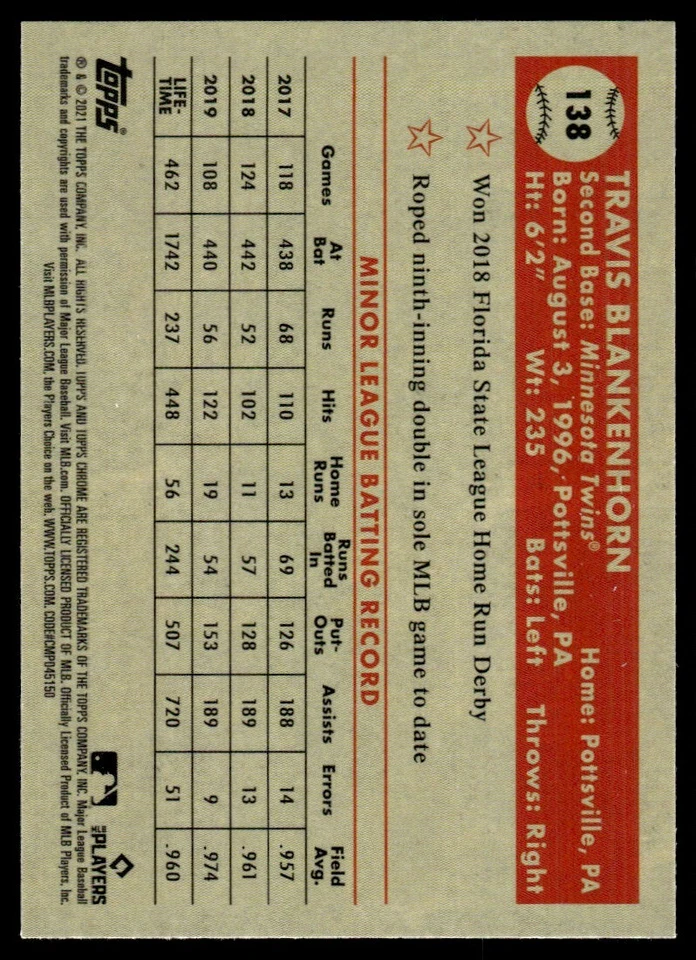 138
TRAVIS BLANKENHORN
Second Base: Minnesota Twins® Home: Pottsville, PA
Born: August 3, 1996, Pottsville, PA
Ht: 6'2" Wt: 235 Bats: Left Throws: Right
Won 2018 Florida State League Home Run Derby
Roped ninth-inning double in sole MLB game to date
MINOR LEAGUE BATTING RECORD
Games At Bat Runs Hits Home Runs Runs Batted In Put-Outs Assists Errors Field Avg.
2017 118 438 68 110 13 69 126 188 14 .957
2018 124 442 52 102 11 57 128 189 13 .961
2019 108 440 56 122 19 54 153 189 9 .974
LIFE-TIME 462 1742 237 448 56 244 507 720 51 .960
topps®
MLB PLAYERS
® & © 2021 THE TOPPS COMPANY, INC. ALL RIGHTS RESERVED. TOPPS AND TOPPS CHROME ARE REGISTERED TRADEMARKS OF THE TOPPS COMPANY, INC. Major League Baseball
trademarks and copyrights are used with permission of Major League Baseball. Visit MLB.com. OFFICIALLY LICENSED PRODUCT OF MLB. Officially Licensed Product of MLB Players, Inc.
Visit MLBPLAYERS.COM, the Players Choice on the web. WWW.TOPPS.COM. CODE#CMP045150